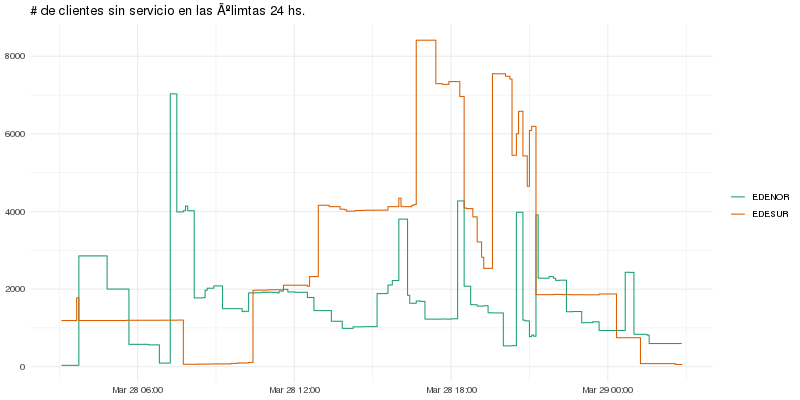 # de clientes sin servicio en las Ãºlimtas 24 hs.
8000
6000
4000
2000
0
Mar 28 06:00
Mar 28 12:00
Mar 28 18:00
Mar 29 00:00
EDENOR
EDESUR